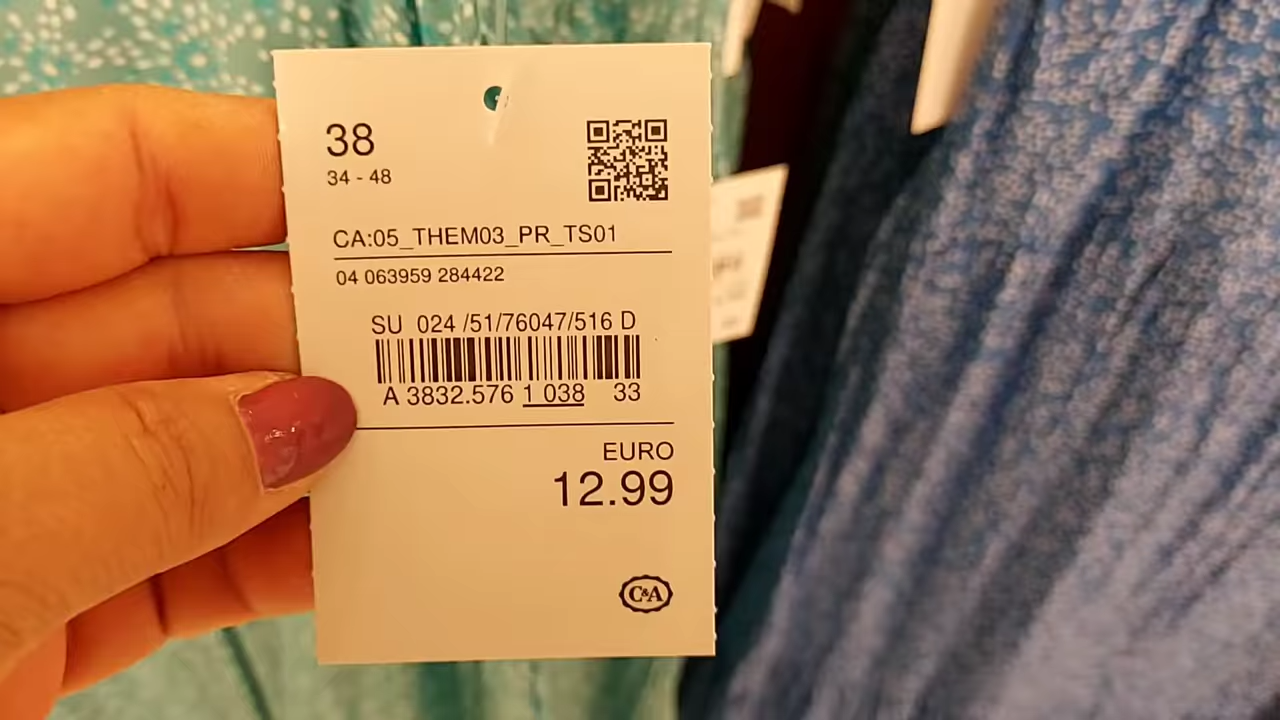 38
34 - 48
CA:05_THEM03_PR_TS01
04 063959 284422
SU 024 /51/76047/516 D
A 3832.576 1 038 33
EURO
12.99
C&A